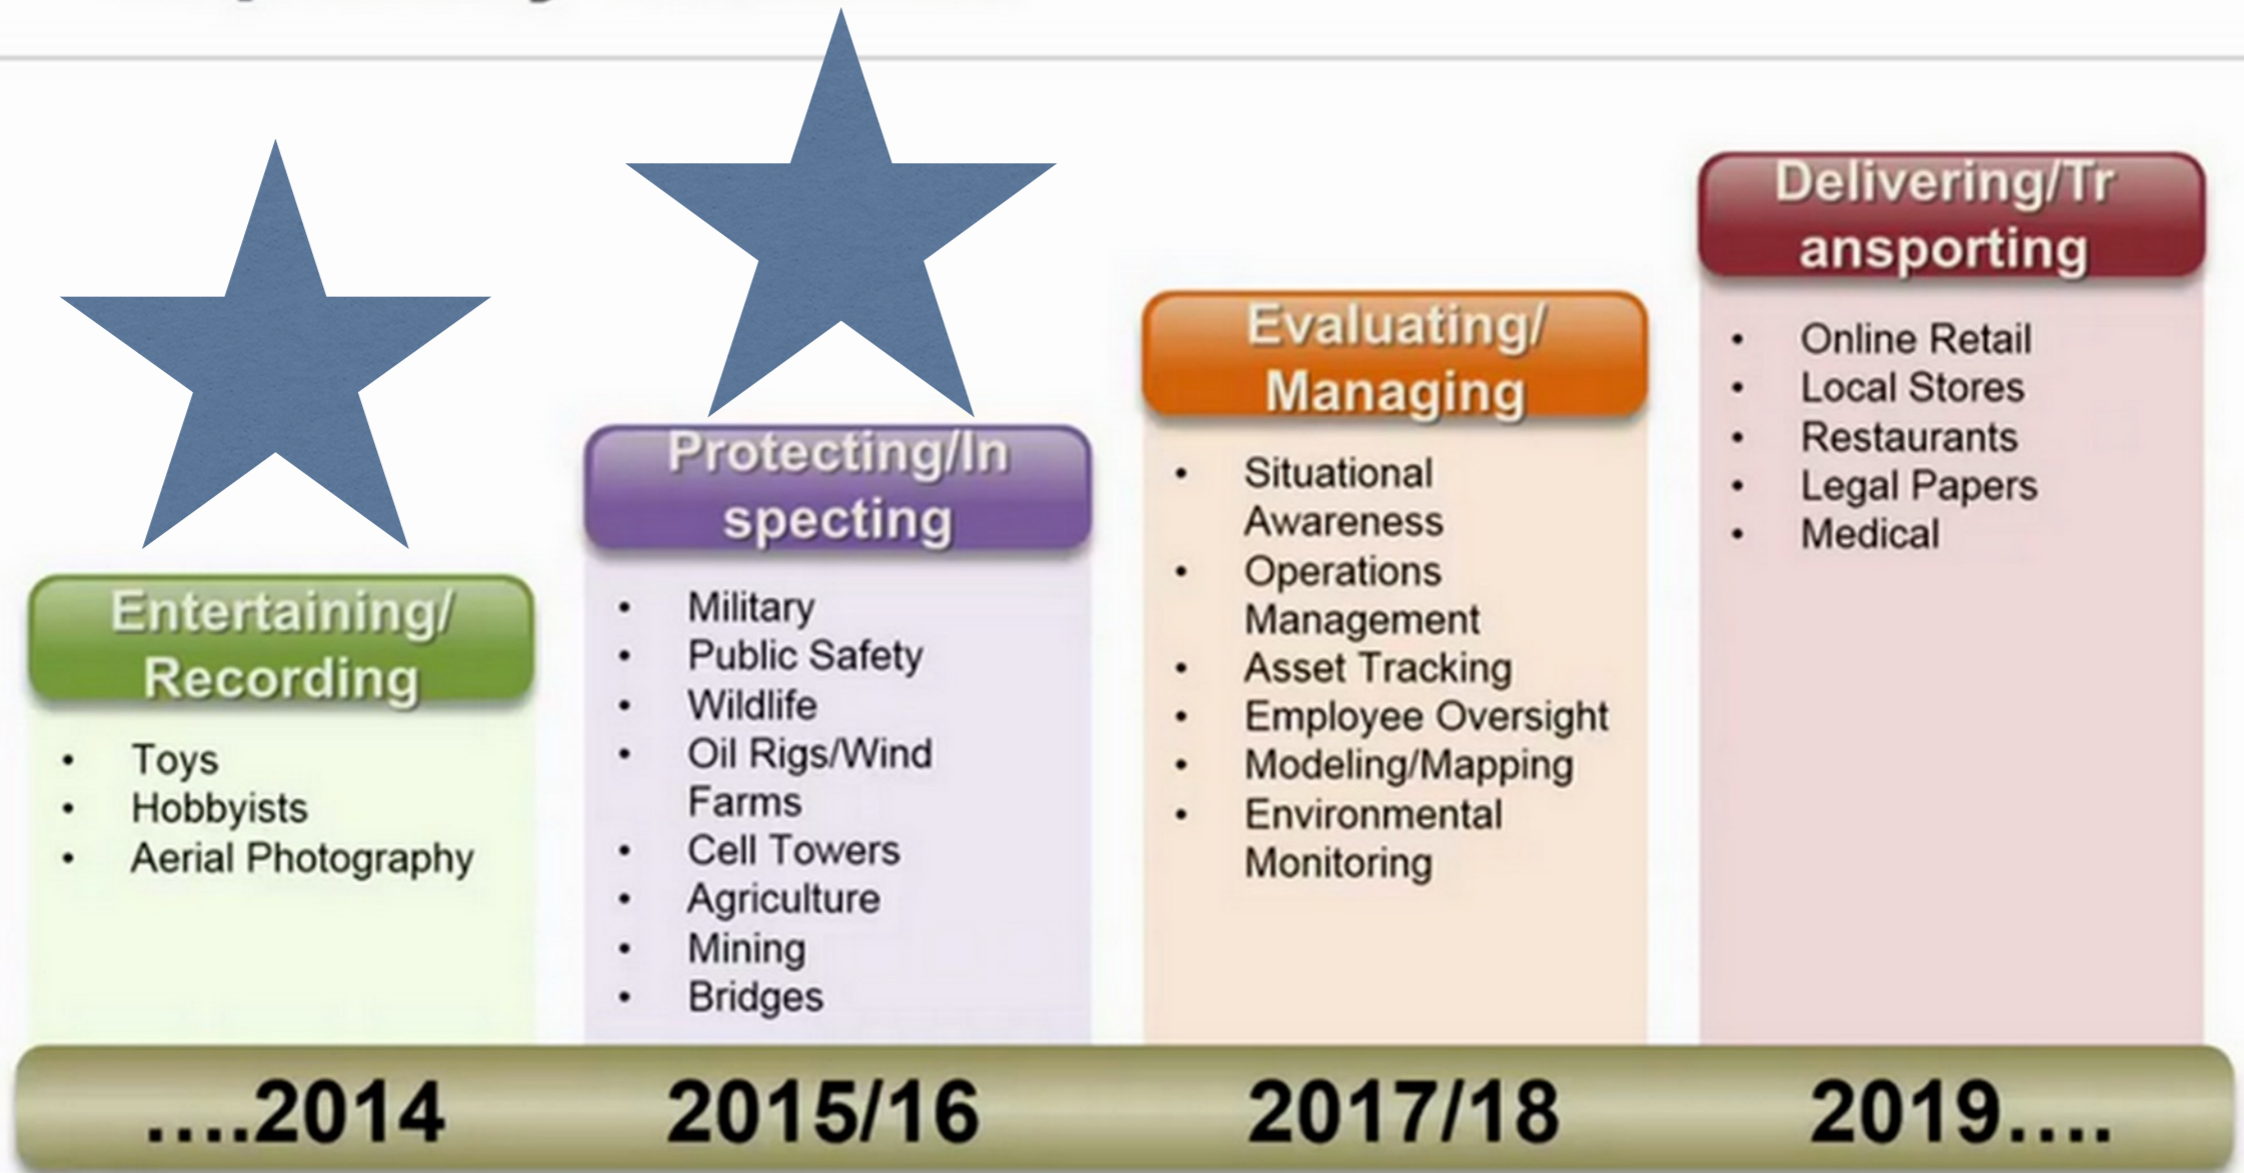 Entertaining/
Recording
• Toys
• Hobbyists
• Aerial Photography
Protecting/In
specting
• Military
• Public Safety
• Wildlife
• Oil Rigs/Wind
Farms
• Cell Towers
• Agriculture
• Mining
• Bridges
Evaluating/
Managing
• Situational
Awareness
• Operations
Management
• Asset Tracking
• Employee Oversight
• Modeling/Mapping
• Environmental
Monitoring
Delivering/Tr
ansporting
• Online Retail
• Local Stores
• Restaurants
• Legal Papers
• Medical
....2014 2015/16 2017/18 2019....